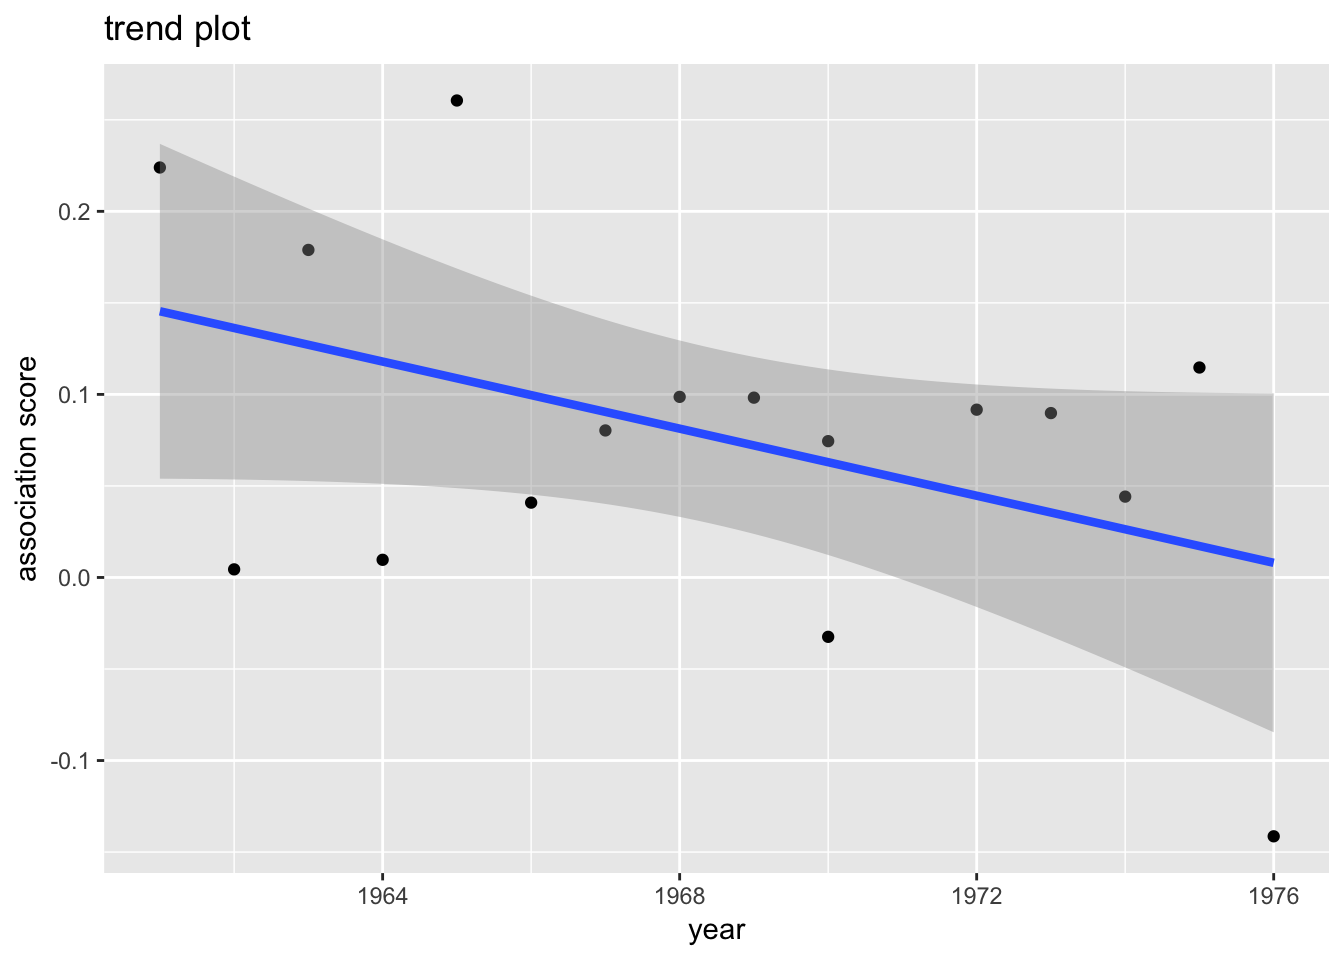 trend plot
association score
0.2
0.1
0.0
-0.1
1964
1968
1972
1976
year